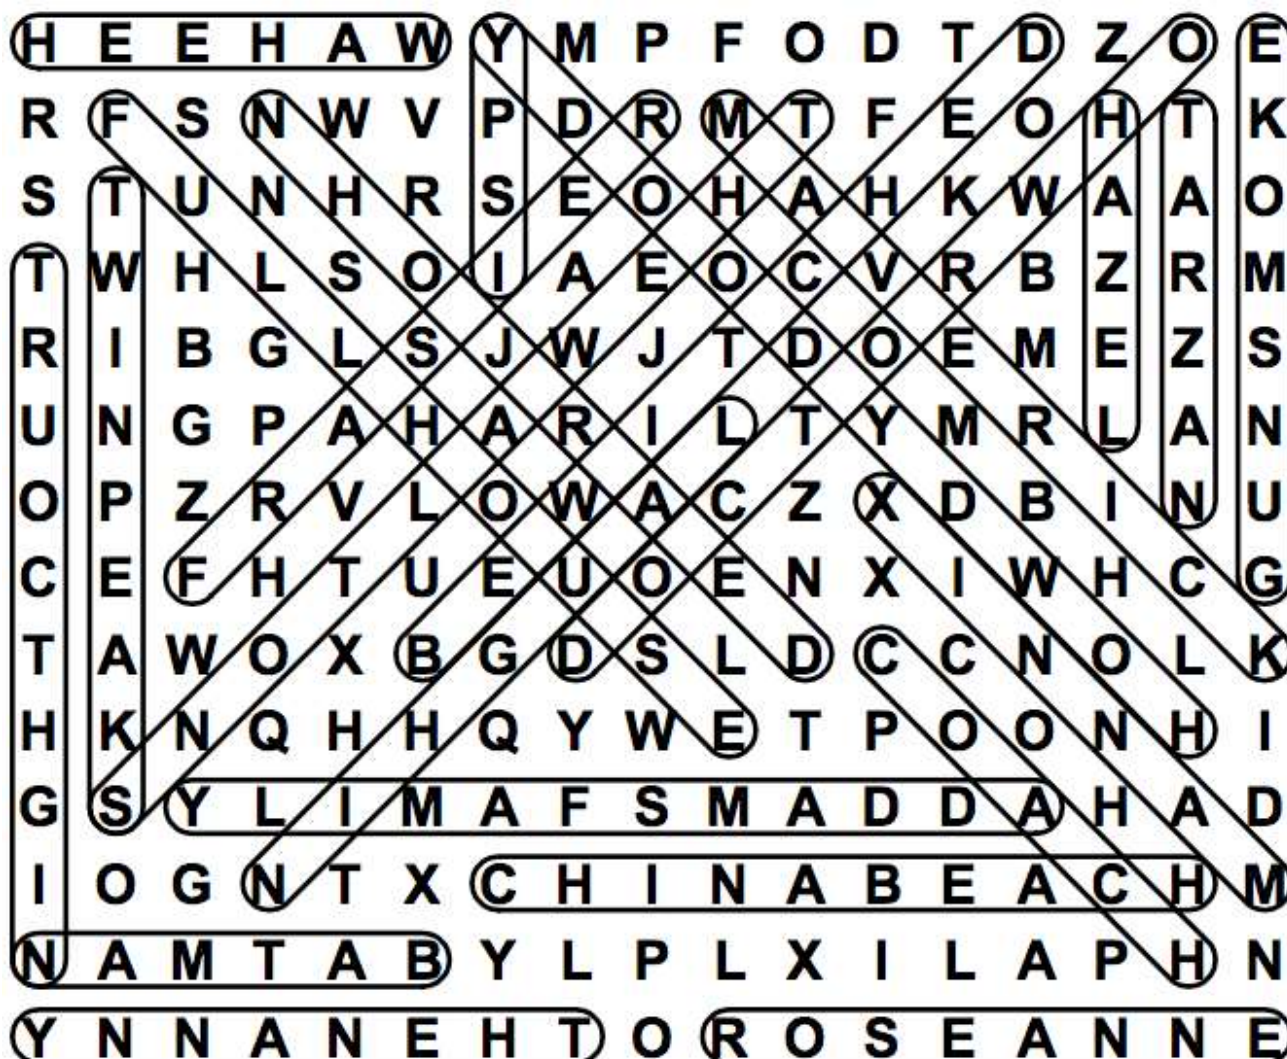 H E E H A W Y M P F O D T D Z O E
R F S N W V P D R M T F E O H T K
S T U N H R S E O H A H K W A A O
T W H L S O I A E O C V R B Z R M
R I B G L S J W J T D O E M E Z S
U N G P A H A R I L T Y M R L A N
O P Z R V L O W A C Z X D B I N U
C E F H T U E U O E N X I W H C G
T A W O X B G D S L D C C N O L K
H K N Q H H Q Y W E T P O O N H I
G S Y L I M A F S M A D D A H A D
I O G N T X C H I N A B E A C H M
N A M T A B Y L P L X I L A P H N
Y N N A N E H T O R O S E A N N E